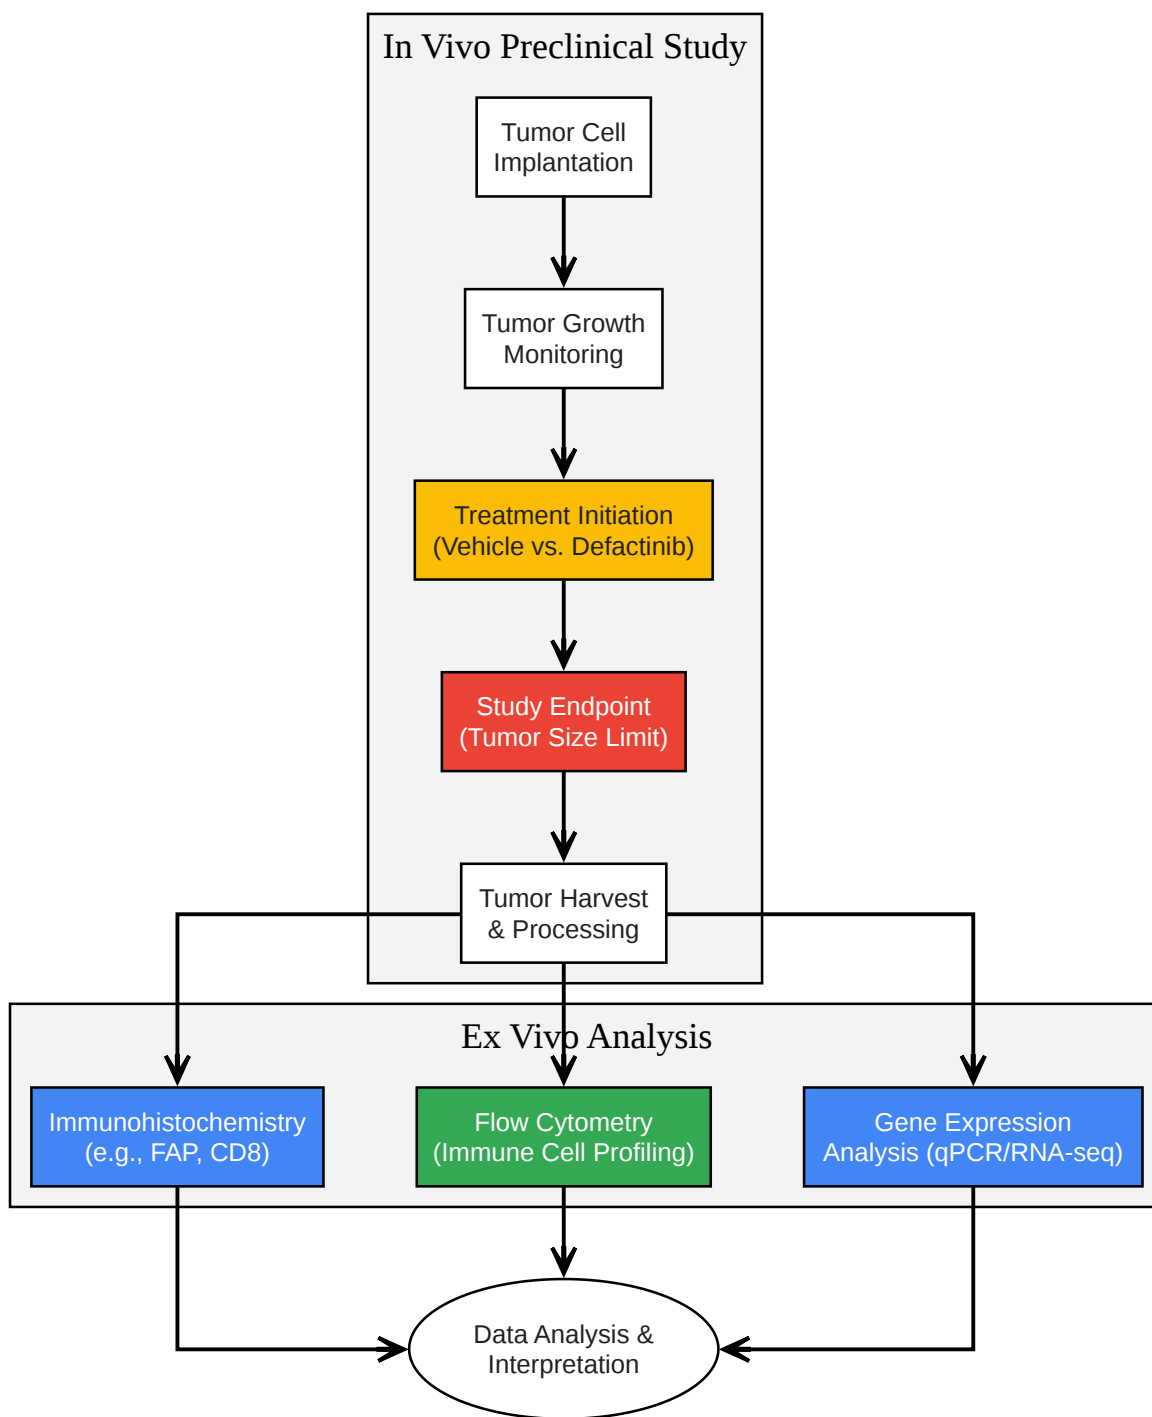 In Vivo Preclinical Study
Tumor Cell
Implantation
Tumor Growth
Monitoring
Treatment Initiation
(Vehicle vs. Defactinib)
Study Endpoint
(Tumor Size Limit)
Tumor Harvest
& Processing
Ex Vivo Analysis
Immunohistochemistry
(e.g., FAP, CD8)
Flow Cytometry
(Immune Cell Profiling)
Gene Expression
Analysis (qPCR/RNA-seq)
Data Analysis &
Interpretation